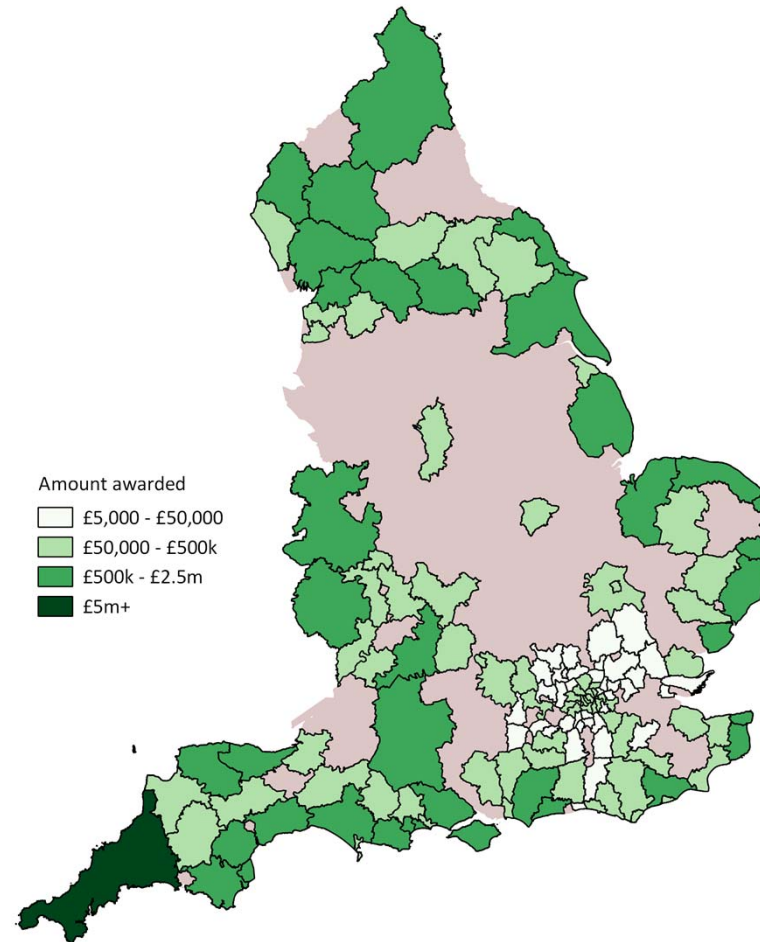 Amount awarded
£5,000 - £50,000
£50,000 - £500k
£500k - £2.5m
£5m+